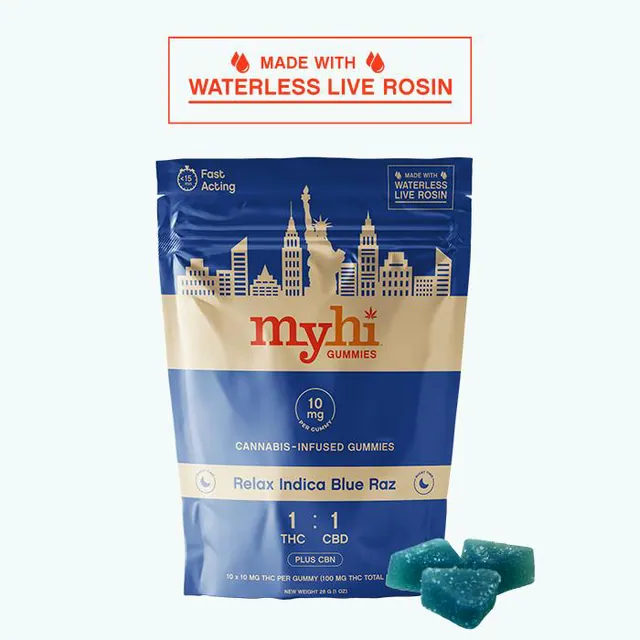 MADE WITH
WATERLESS LIVE ROSIN
<15
min
Fast
Acting
MADE WITH
WATERLESS
LIVE ROSIN
myhi
GUMMIES
10
mg
PER GUMMY
CANNABIS-INFUSED GUMMIES
Relax Indica Blue Raz
1 : 1
THC CBD
PLUS CBN
10 x 10 MG THC PER GUMMY (100 MG THC TOTAL
NET WEIGHT 28 G (1 OZ)